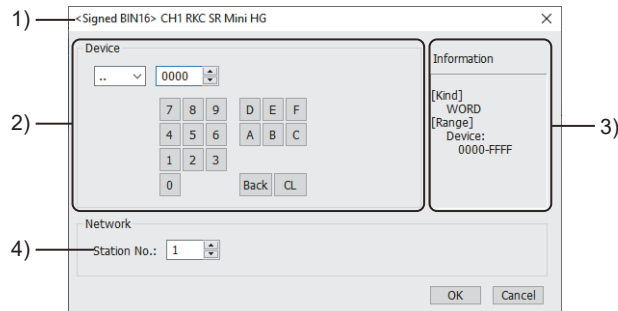 1)
<Signed BIN16> CH1 RKC SR Mini HG
Device
.. 0000
7 8 9 D E F
4 5 6 A B C
1 2 3
0 Back CL
2)
Information
[Kind]
WORD
[Range]
Device:
0000-FFFF
3)
Network
4)
Station No.: 1
OK Cancel